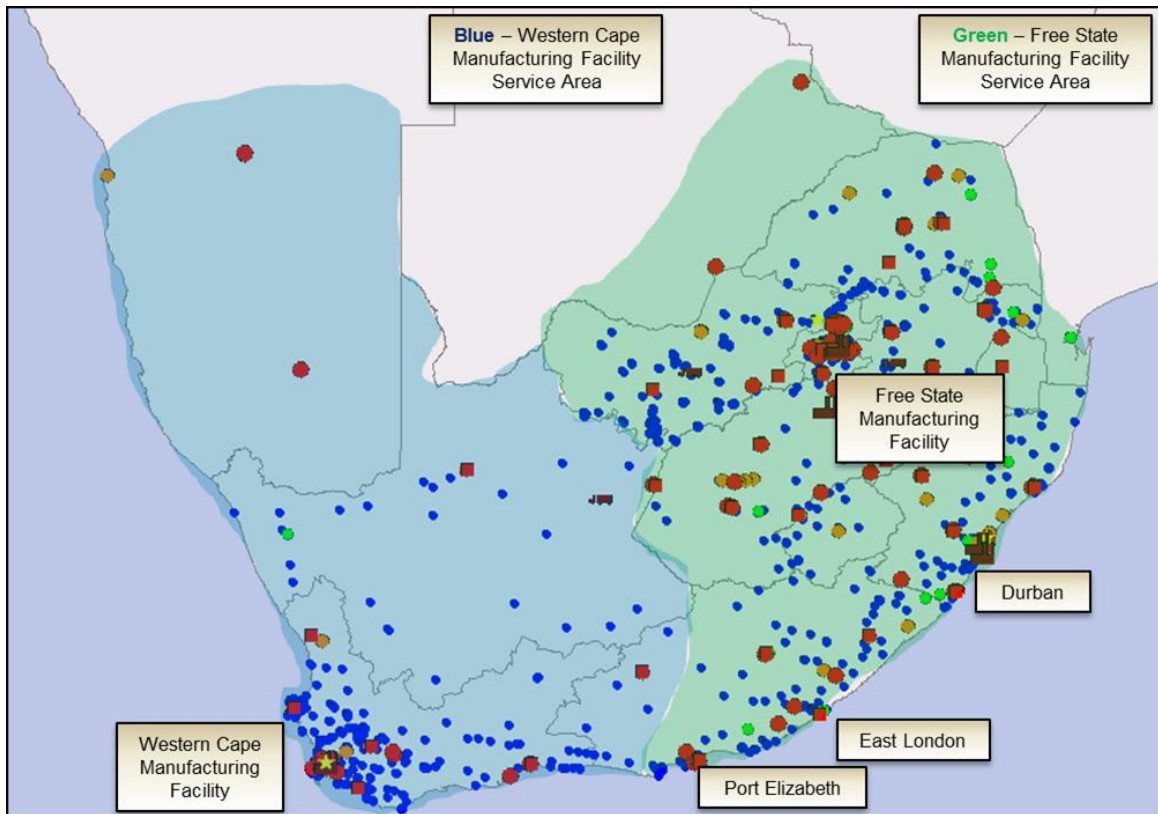 Blue – Western Cape
Manufacturing Facility
Service Area
Green – Free State
Manufacturing Facility
Service Area
Free State
Manufacturing
Facility
Durban
East London
Port Elizabeth
Western Cape
Manufacturing
Facility